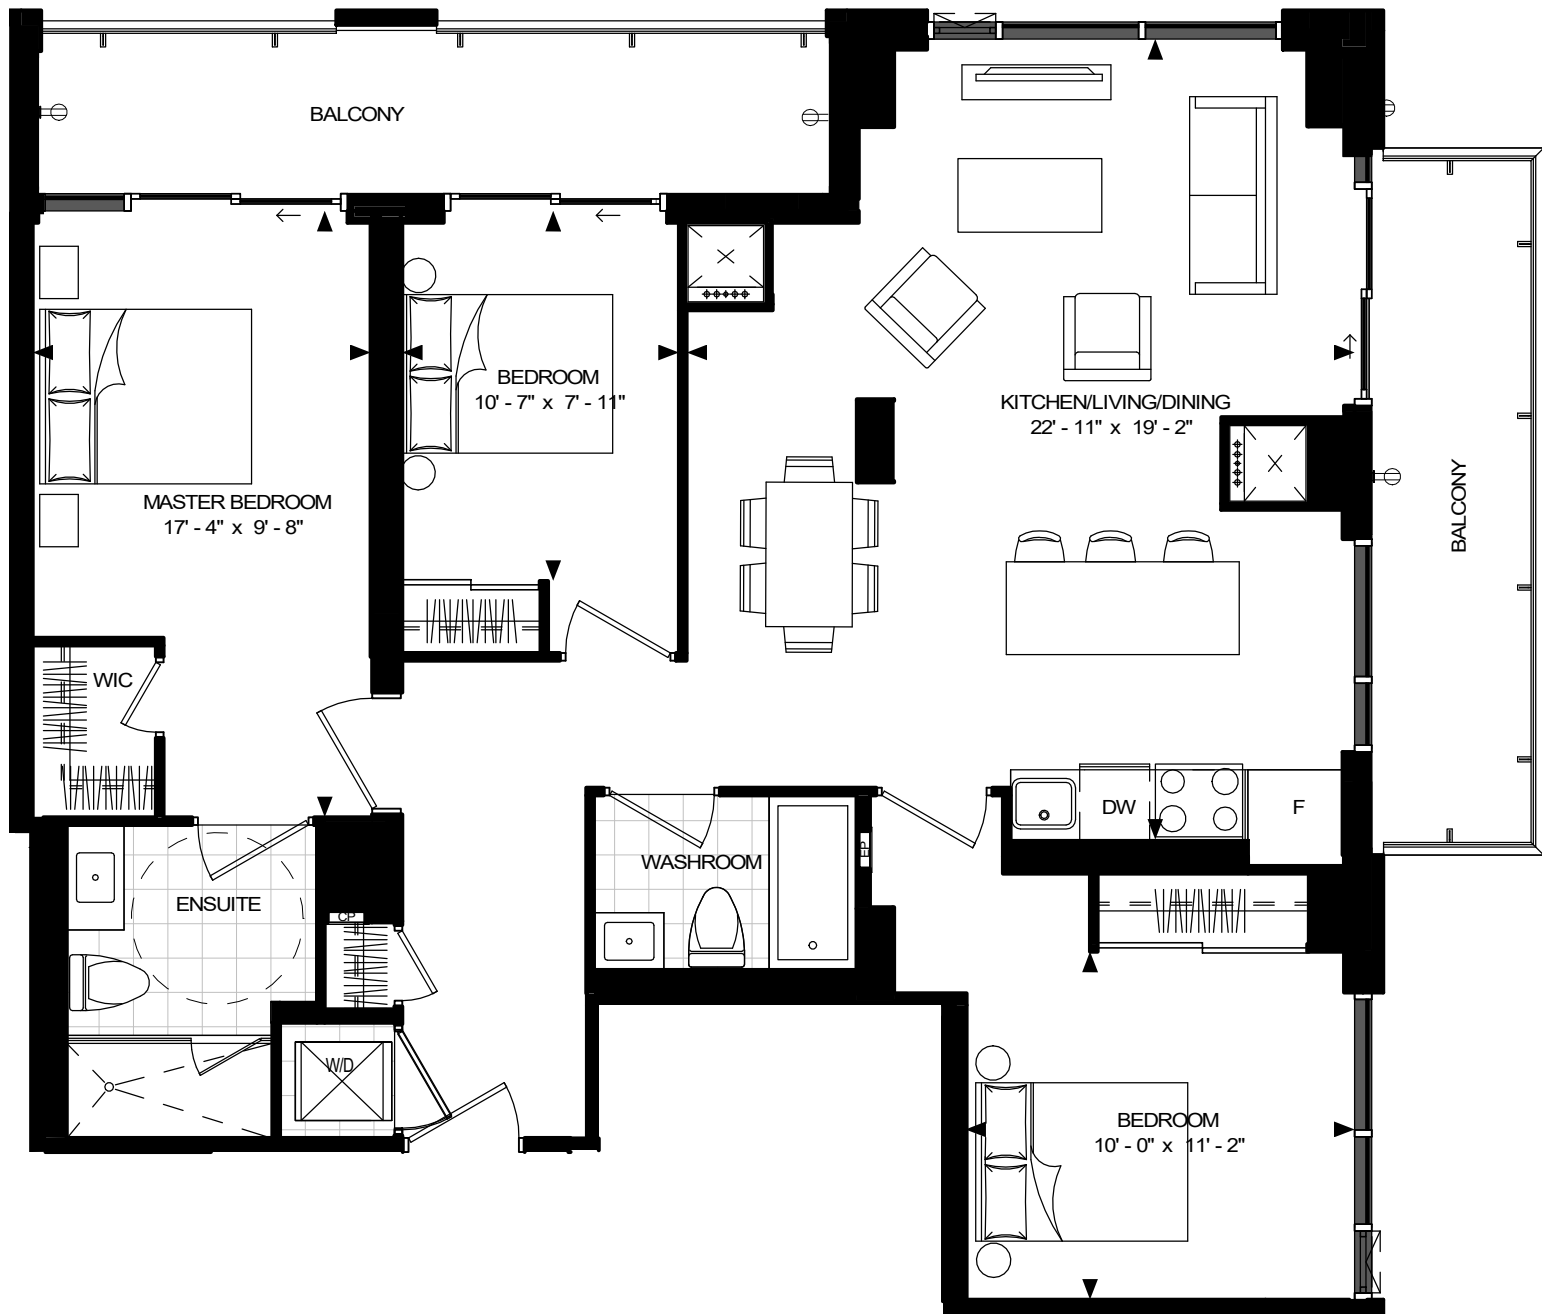 BALCONY
BEDROOM
10' - 7" x 7' - 11"
KITCHEN/LIVING/DINING
22' - 11" x 19' - 2"
MASTER BEDROOM
17' - 4" x 9' - 8"
BALCONY
WIC
DW
F
WASHROOM
EP
ENSUITE
CP
W/D
BEDROOM
10' - 0" x 11' - 2"